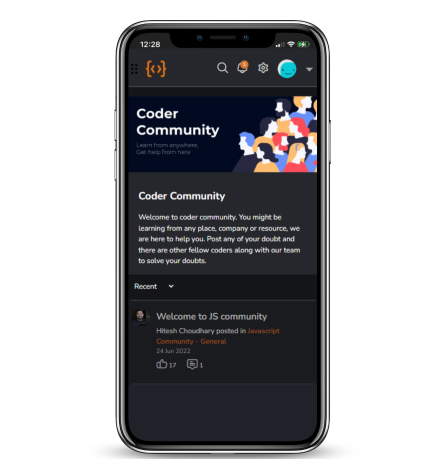 12:28
{<>}
Coder
Community
Learn from anywhere,
Get help from here
Coder Community
Welcome to coder community. You might be
learning from any place, company or resource, we
are here to help you. Post any of your doubt and
there are other fellow coders along with our team
to solve your doubts.
Recent
Welcome to JS community
Hitesh Choudhary posted in Javascript
Community - General
24 Jun 2022
17 1